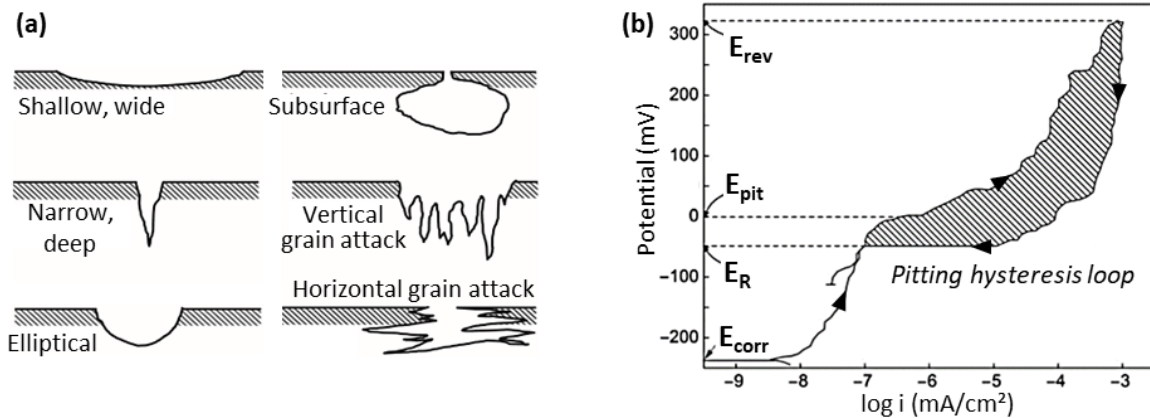 (a)
Shallow, wide
Subsurface
Narrow,
deep
Vertical
grain attack
Horizontal grain attack
Elliptical
(b)
Potential (mV)
300
200
100
0
−100
−200
E_rev
E_pit
E_R
E_corr
Pitting hysteresis loop
−9 −8 −7 −6 −5 −4 −3
log i (mA/cm²)